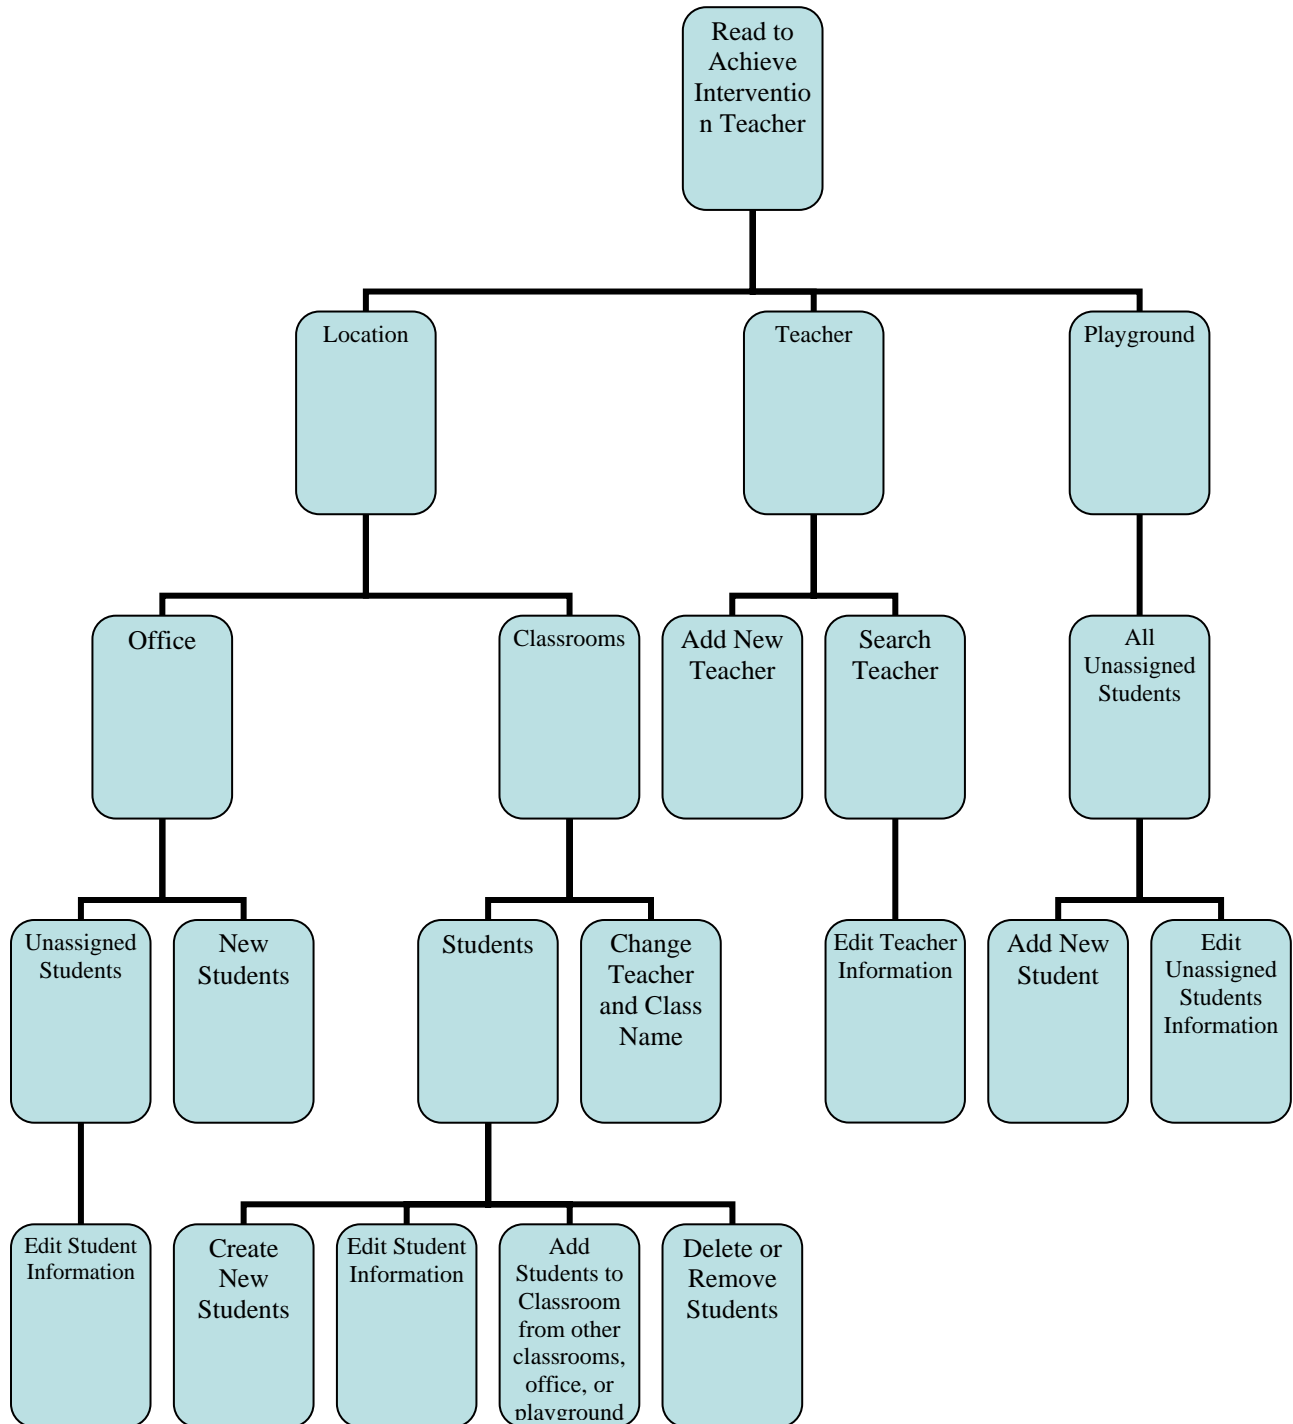 Read to
Achieve
Interventio
n Teacher
Location
Teacher
Playground
Office
Classrooms
Add New
Teacher
Search
Teacher
All
Unassigned
Students
Unassigned
Students
New
Students
Students
Change
Teacher
and Class
Name
Edit Teacher
Information
Add New
Student
Edit
Unassigned
Students
Information
Edit Student
Information
Create
New
Students
Edit Student
Information
Add
Students to
Classroom
from other
classrooms,
office, or
playground
Delete or
Remove
Students